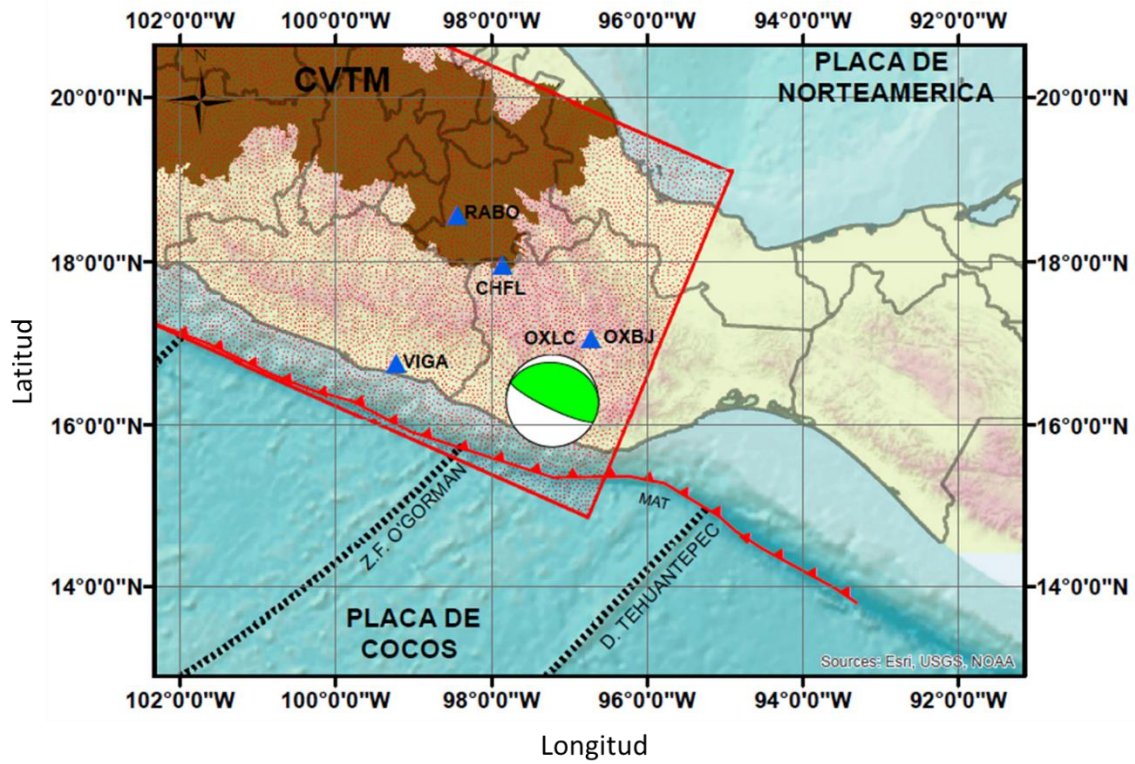 102°0'0"W 100°0'0"W 98°0'0"W 96°0'0"W 94°0'0"W 92°0'0"W
N
CVTM
PLACA DE
NORTEAMERICA
20°0'0"N 20°0'0"N
RABO
18°0'0"N 18°0'0"N
CHFL
OXLC OXBJ
VIGA
Latitud
16°0'0"N 16°0'0"N
MAT
Z.F. O'GORMAN
D. TEHUANTEPEC
14°0'0"N 14°0'0"N
PLACA DE
COCOS
Sources: Esri, USGS, NOAA
102°0'0"W 100°0'0"W 98°0'0"W 96°0'0"W 94°0'0"W 92°0'0"W
Longitud